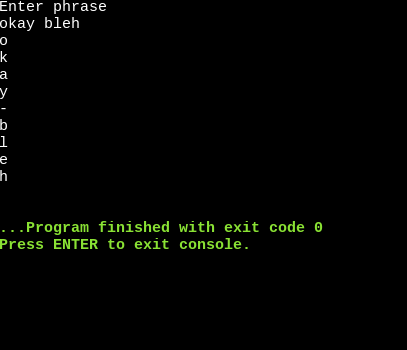 Enter phrase
okay bleh
o
k
a
y
-
b
l
e
h
...Program finished with exit code 0
Press ENTER to exit console.